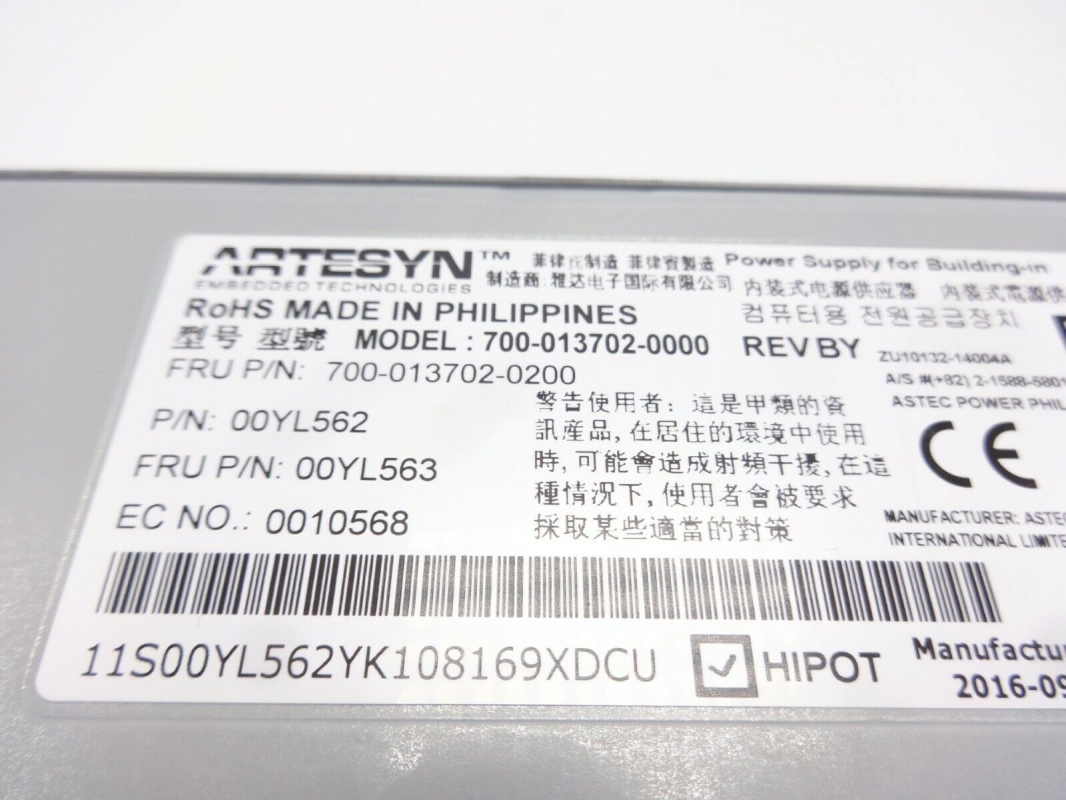 ARTESYN™
EMBEDDED TECHNOLOGIES
菲律宾制造 菲律賓製造
制造商:雅达电子国际有限公司
Power Supply for Building-in
内装式电源供应器 內裝式電源供
컴퓨터용 전원공급장치
RoHS MADE IN PHILIPPINES
型号 型號 MODEL : 700-013702-0000 REV BY
ZU10132-14004A
FRU P/N: 700-013702-0200
A/S #(+82) 2-1588-5801
ASTEC POWER PHIL
P/N: 00YL562
FRU P/N: 00YL563
EC NO.: 0010568
警告使用者：這是甲類的資
訊產品, 在居住的環境中使用
時, 可能會造成射頻干擾, 在這
種情況下, 使用者會被要求
採取某些適當的對策
CE
MANUFACTURER: ASTEC
INTERNATIONAL LIMITE
11S00YL562YK108169XDCU
HIPOT
Manufactu
2016-09